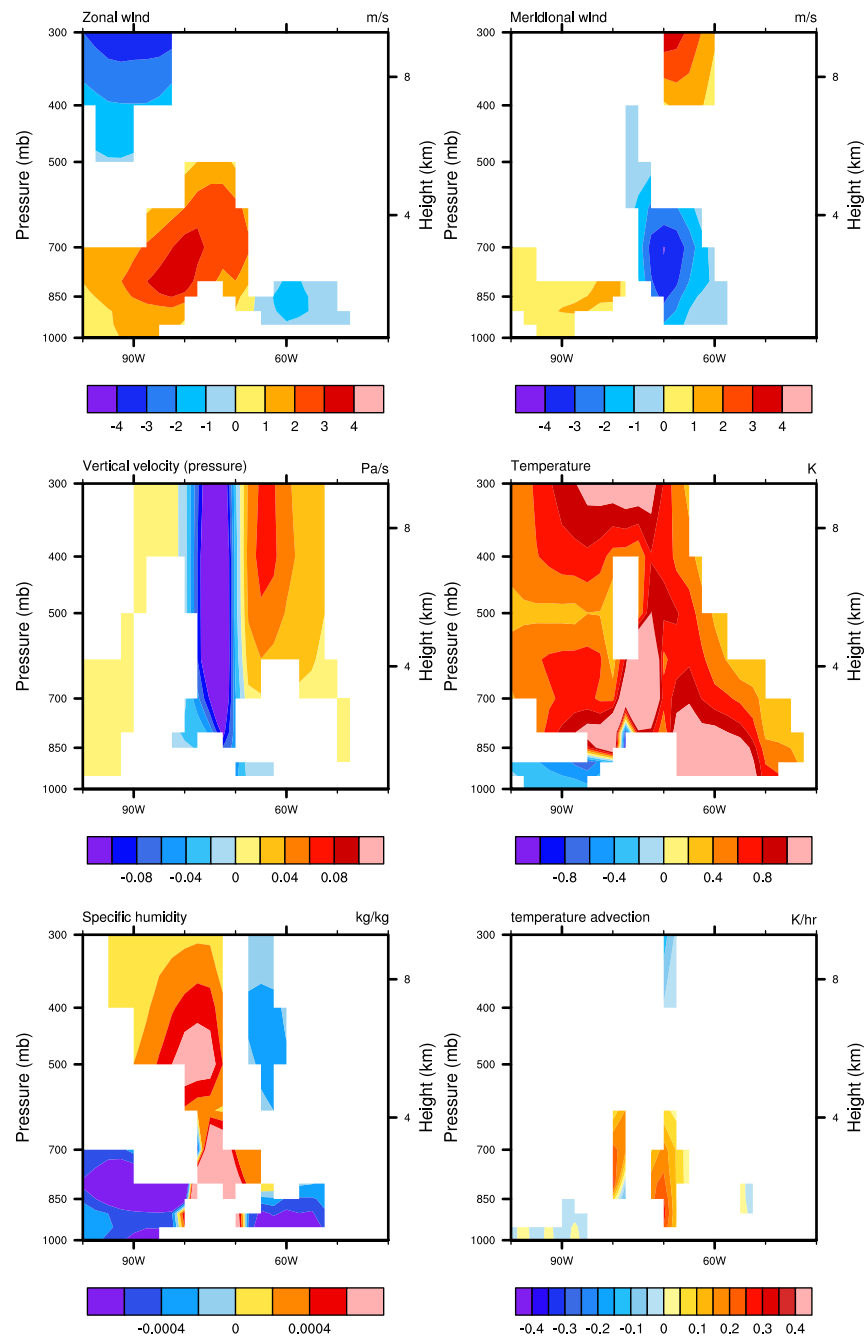 Zonal wind m/s
300
400
500
700
850
1000
Pressure (mb)
8
4
Height (km)
90W 60W
-4 -3 -2 -1 0 1 2 3 4
Meridional wind m/s
300
400
500
700
850
1000
Pressure (mb)
8
4
Height (km)
90W 60W
-4 -3 -2 -1 0 1 2 3 4
Vertical velocity (pressure) Pa/s
300
400
500
700
850
1000
Pressure (mb)
8
4
Height (km)
90W 60W
-0.08 -0.04 0 0.04 0.08
Temperature K
300
400
500
700
850
1000
Pressure (mb)
8
4
Height (km)
90W 60W
-0.8 -0.4 0 0.4 0.8
Specific humidity kg/kg
300
400
500
700
850
1000
Pressure (mb)
8
4
Height (km)
90W 60W
-0.0004 0 0.0004
temperature advection K/hr
300
400
500
700
850
1000
Pressure (mb)
8
4
Height (km)
90W 60W
-0.4 -0.3 -0.2 -0.1 0 0.1 0.2 0.3 0.4